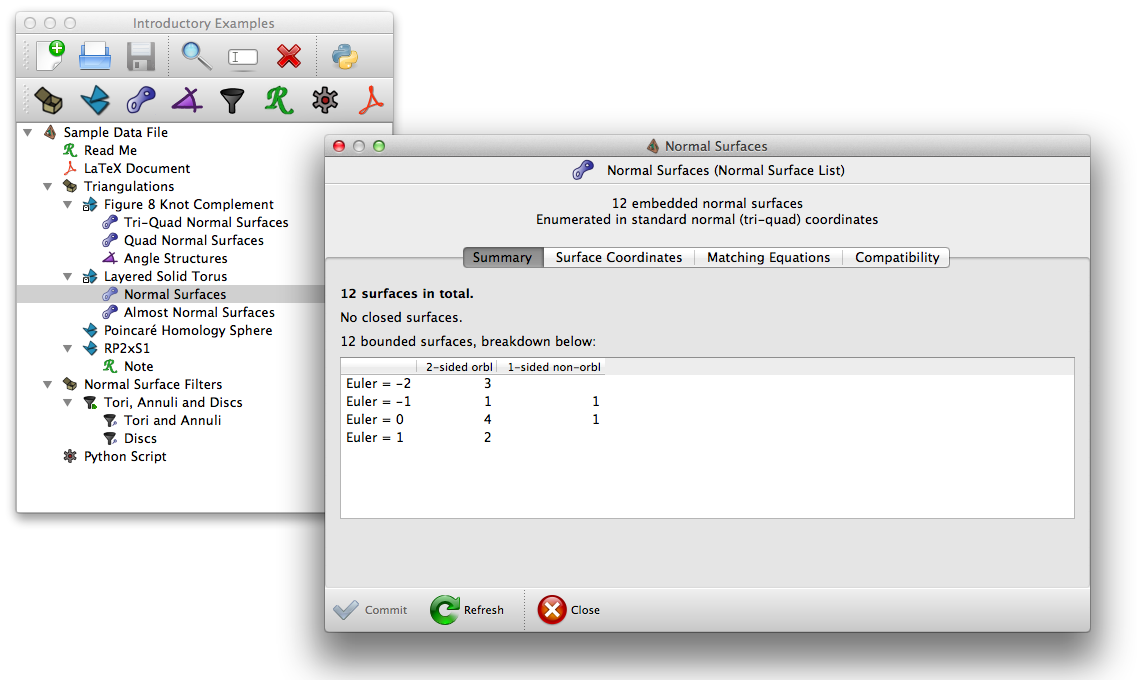 Introductory Examples
Sample Data File
Read Me
LaTeX Document
Triangulations
Figure 8 Knot Complement
Tri-Quad Normal Surfaces
Quad Normal Surfaces
Angle Structures
Layered Solid Torus
Normal Surfaces
Almost Normal Surfaces
Poincaré Homology Sphere
RP2xS1
Note
Normal Surface Filters
Tori, Annuli and Discs
Tori and Annuli
Discs
Python Script
Normal Surfaces
Normal Surfaces (Normal Surface List)
12 embedded normal surfaces
Enumerated in standard normal (tri-quad) coordinates
Summary Surface Coordinates Matching Equations Compatibility
12 surfaces in total.
No closed surfaces.
12 bounded surfaces, breakdown below:
2-sided orbl 1-sided non-orbl
Euler = -2 3
Euler = -1 1 1
Euler = 0 4 1
Euler = 1 2
Commit Refresh Close